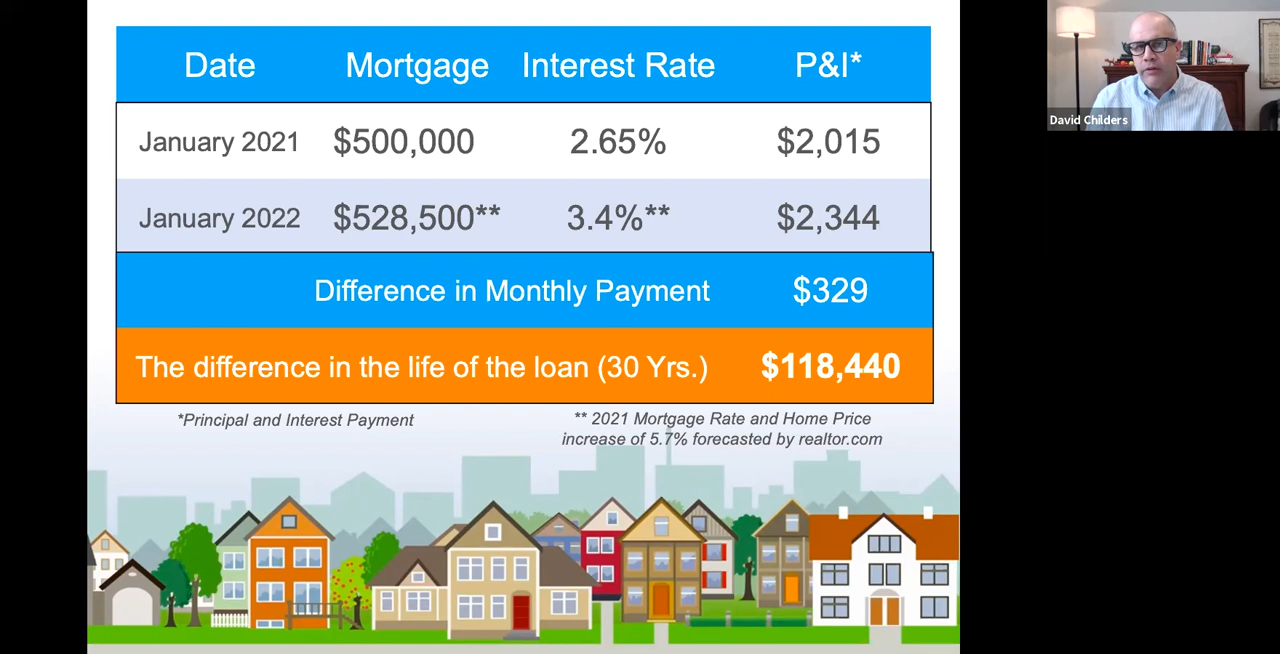 Date Mortgage Interest Rate P&I*
January 2021 $500,000 2.65% $2,015
January 2022 $528,500** 3.4%** $2,344
Difference in Monthly Payment $329
The difference in the life of the loan (30 Yrs.) $118,440
*Principal and Interest Payment
** 2021 Mortgage Rate and Home Price
increase of 5.7% forecasted by realtor.com
David Childers